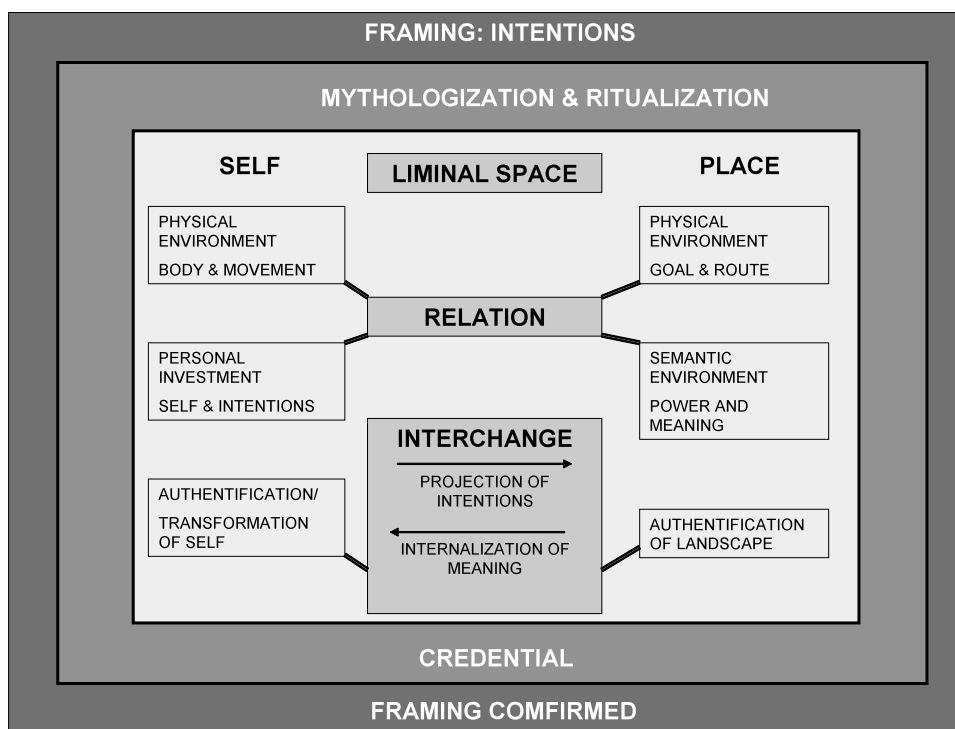 FRAMING: INTENTIONS
MYTHOLOGIZATION & RITUALIZATION
SELF
LIMINAL SPACE
PLACE
PHYSICAL
ENVIRONMENT
BODY & MOVEMENT
PHYSICAL
ENVIRONMENT
GOAL & ROUTE
RELATION
PERSONAL
INVESTMENT
SELF & INTENTIONS
SEMANTIC
ENVIRONMENT
POWER AND
MEANING
INTERCHANGE
PROJECTION OF
INTENTIONS
INTERNALIZATION OF
MEANING
AUTHENTIFICATION/
TRANSFORMATION
OF SELF
AUTHENTIFICATION
OF LANDSCAPE
CREDENTIAL
FRAMING COMFIRMED